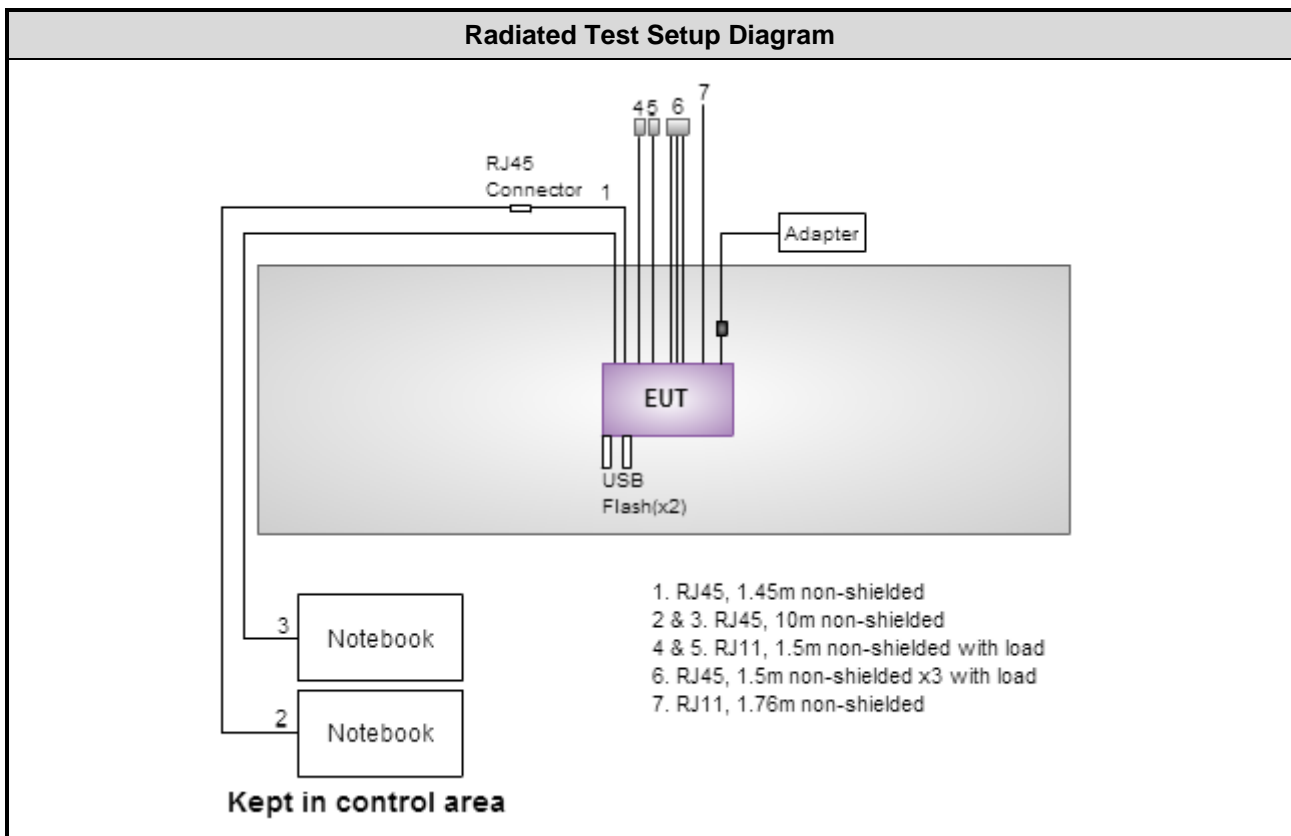 Radiated Test Setup Diagram
7
4 5 6
RJ45
Connector 1
Adapter
EUT
USB
Flash(x2)
1. RJ45, 1.45m non-shielded
2 & 3. RJ45, 10m non-shielded
4 & 5. RJ11, 1.5m non-shielded with load
6. RJ45, 1.5m non-shielded x3 with load
7. RJ11, 1.76m non-shielded
3 Notebook
2 Notebook
Kept in control area